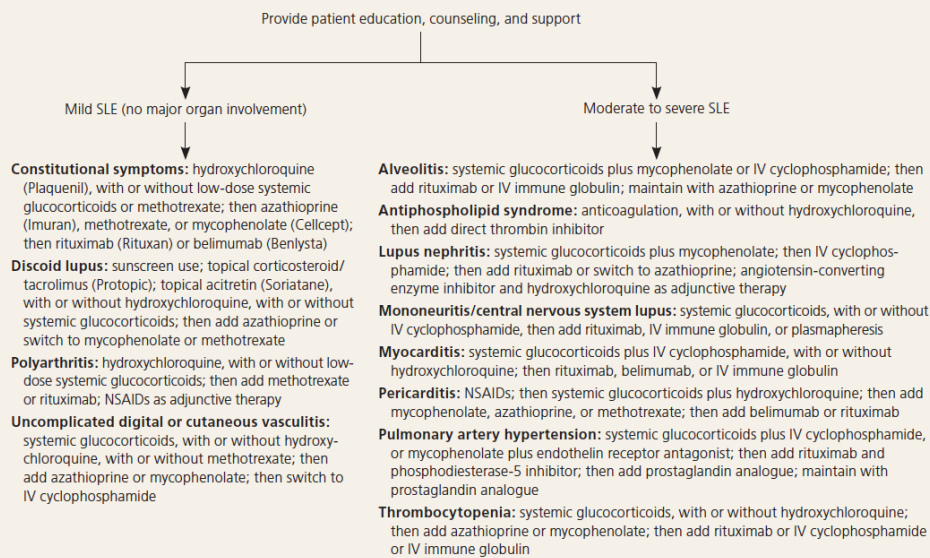 Provide patient education, counseling, and support
Mild SLE (no major organ involvement)
Constitutional symptoms: hydroxychloroquine
(Plaquenil), with or without low-dose systemic
glucocorticoids or methotrexate; then azathioprine
(Imuran), methotrexate, or mycophenolate (Cellcept);
then rituximab (Rituxan) or belimumab (Benlysta)
Discoid lupus: sunscreen use; topical corticosteroid/
tacrolimus (Protopic); topical acitretin (Soriatane),
with or without hydroxychloroquine, with or without
systemic glucocorticoids; then add azathioprine or
switch to mycophenolate or methotrexate
Polyarthritis: hydroxychloroquine, with or without low-
dose systemic glucocorticoids; then add methotrexate
or rituximab; NSAIDs as adjunctive therapy
Uncomplicated digital or cutaneous vasculitis:
systemic glucocorticoids, with or without hydroxy-
chloroquine, with or without methotrexate; then
add azathioprine or mycophenolate; then switch to
IV cyclophosphamide
Moderate to severe SLE
Alveolitis: systemic glucocorticoids plus mycophenolate or IV cyclophosphamide; then
add rituximab or IV immune globulin; maintain with azathioprine or mycophenolate
Antiphospholipid syndrome: anticoagulation, with or without hydroxychloroquine,
then add direct thrombin inhibitor
Lupus nephritis: systemic glucocorticoids plus mycophenolate; then IV cyclophos-
phamide; then add rituximab or switch to azathioprine; angiotensin-converting
enzyme inhibitor and hydroxychloroquine as adjunctive therapy
Mononeuritis/central nervous system lupus: systemic glucocorticoids, with or without
IV cyclophosphamide, then add rituximab, IV immune globulin, or plasmapheresis
Myocarditis: systemic glucocorticoids plus IV cyclophosphamide, with or without
hydroxychloroquine; then rituximab, belimumab, or IV immune globulin
Pericarditis: NSAIDs; then systemic glucocorticoids plus hydroxychloroquine; then add
mycophenolate, azathioprine, or methotrexate; then add belimumab or rituximab
Pulmonary artery hypertension: systemic glucocorticoids plus IV cyclophosphamide,
or mycophenolate plus endothelin receptor antagonist; then add rituximab and
phosphodiesterase-5 inhibitor; then add prostaglandin analogue; maintain with
prostaglandin analogue
Thrombocytopenia: systemic glucocorticoids, with or without hydroxychloroquine;
then add azathioprine or mycophenolate; then add rituximab or IV cyclophosphamide
or IV immune globulin